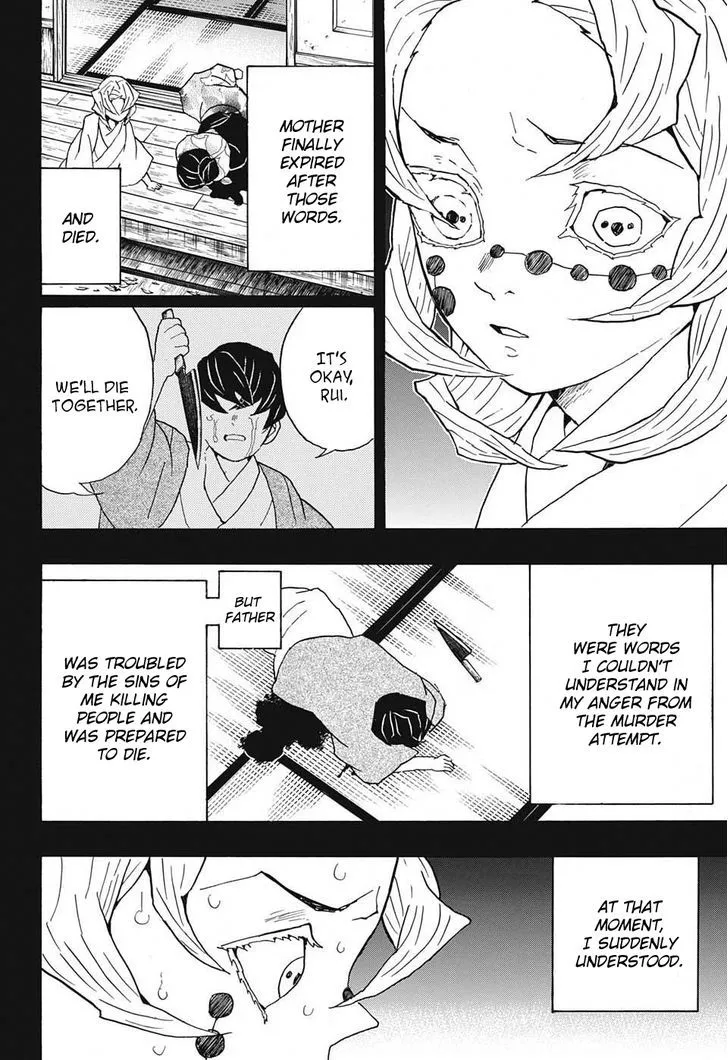 MOTHER
FINALLY
EXPIRED
AFTER
THOSE
WORDS.
AND
DIED.
IT'S
OKAY,
RUI.
WE'LL DIE
TOGETHER.
THEY
WERE WORDS
I COULDN'T
UNDERSTAND IN
MY ANGER FROM
THE MURDER
ATTEMPT.
BUT
FATHER
WAS TROUBLED
BY THE SINS OF
ME KILLING
PEOPLE AND
WAS PREPARED
TO DIE.
AT THAT
MOMENT,
I SUDDENLY
UNDERSTOOD.